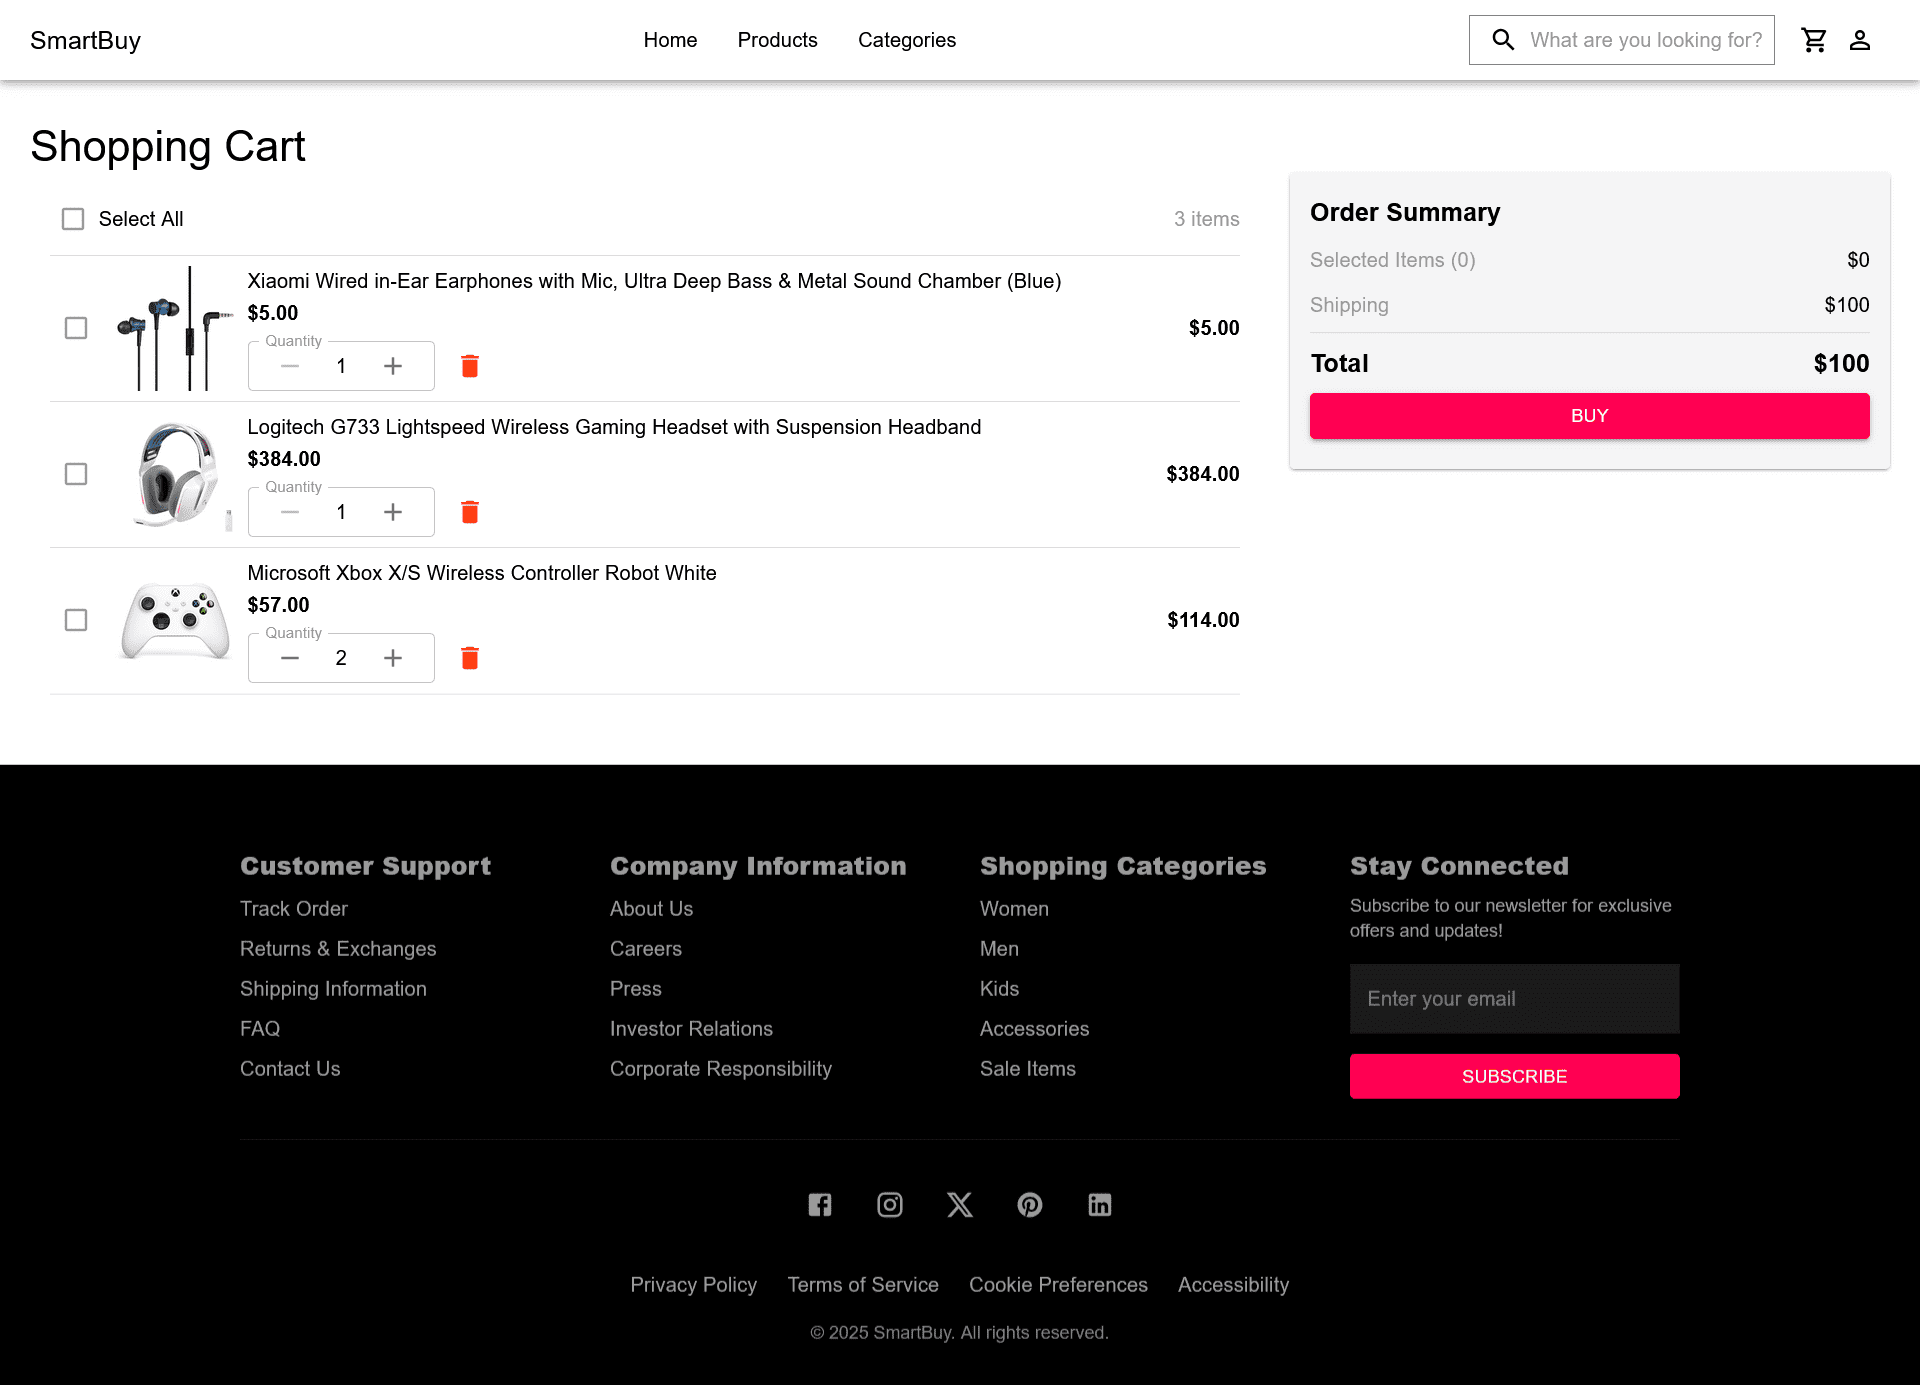 SmartBuy
Home
Products
Categories
What are you looking for?
Shopping Cart
Select All
3 items
Xiaomi Wired in-Ear Earphones with Mic, Ultra Deep Bass & Metal Sound Chamber (Blue)
$5.00
Quantity
1
$5.00
Logitech G733 Lightspeed Wireless Gaming Headset with Suspension Headband
$384.00
Quantity
1
$384.00
Microsoft Xbox X/S Wireless Controller Robot White
$57.00
Quantity
2
$114.00
Order Summary
Selected Items (0)
$0
Shipping
$100
Total
$100
BUY
Customer Support
Track Order
Returns & Exchanges
Shipping Information
FAQ
Contact Us
Company Information
About Us
Careers
Press
Investor Relations
Corporate Responsibility
Shopping Categories
Women
Men
Kids
Accessories
Sale Items
Stay Connected
Subscribe to our newsletter for exclusive
offers and updates!
Enter your email
SUBSCRIBE
Privacy Policy
Terms of Service
Cookie Preferences
Accessibility
© 2025 SmartBuy. All rights reserved.